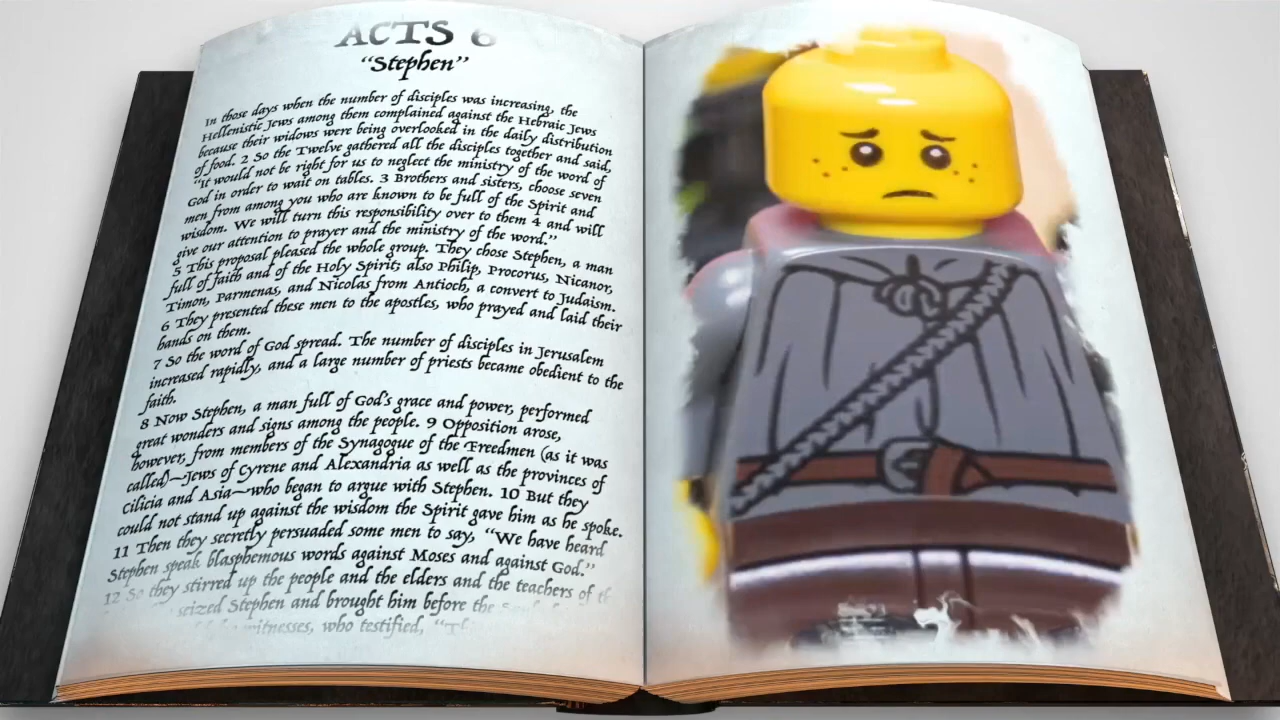 ACTS 6
“Stephen”
In those days when the number of disciples was increasing, the
Hellenistic Jews among them complained against the Hebraic Jews
because their widows were being overlooked in the daily distribution
of food. 2 So the Twelve gathered all the disciples together and said,
“It would not be right for us to neglect the ministry of the word of
God in order to wait on tables. 3 Brothers and sisters, choose seven
men from among you who are known to be full of the Spirit and
wisdom. We will turn this responsibility over to them 4 and will
give our attention to prayer and the ministry of the word.”
5 This proposal pleased the whole group. They chose Stephen, a man
full of faith and of the Holy Spirit; also Philip, Procorus, Nicanor,
Timon, Parmenas, and Nicolas from Antioch, a convert to Judaism.
6 They presented these men to the apostles, who prayed and laid their
hands on them.
7 So the word of God spread. The number of disciples in Jerusalem
increased rapidly, and a large number of priests became obedient to the
faith.
8 Now Stephen, a man full of God’s grace and power, performed
great wonders and signs among the people. 9 Opposition arose,
however, from members of the Synagogue of the Freedmen (as it was
called)—Jews of Cyrene and Alexandria as well as the provinces of
Cilicia and Asia—who began to argue with Stephen. 10 But they
could not stand up against the wisdom the Spirit gave him as he spoke.
11 Then they secretly persuaded some men to say, “We have heard
Stephen speak blasphemous words against Moses and against God.”
12 So they stirred up the people and the elders and the teachers of
seized Stephen and brought him before the
witnesses, who testified,